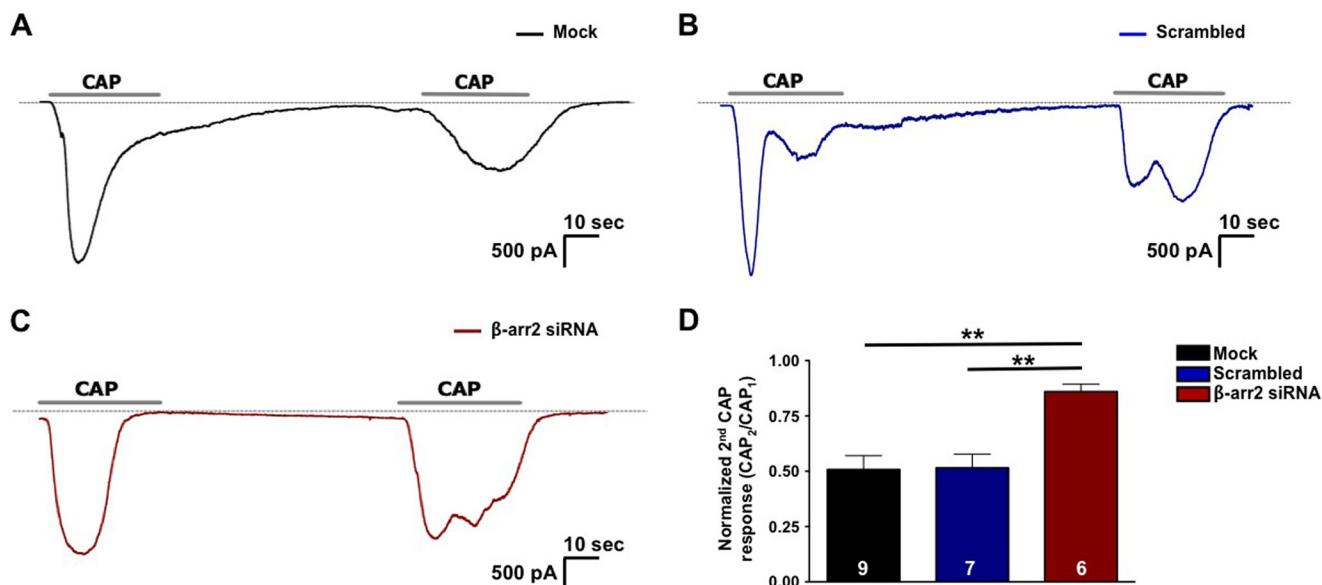 A
Mock
CAP
CAP
10 sec
500 pA
B
Scrambled
CAP
CAP
10 sec
500 pA
C
β-arr2 siRNA
CAP
CAP
10 sec
500 pA
D
**
**
Normalized 2nd CAP
response (CAP2/CAP1)
1.00
0.75
0.50
0.25
0.00
9
7
6
Mock
Scrambled
β-arr2 siRNA